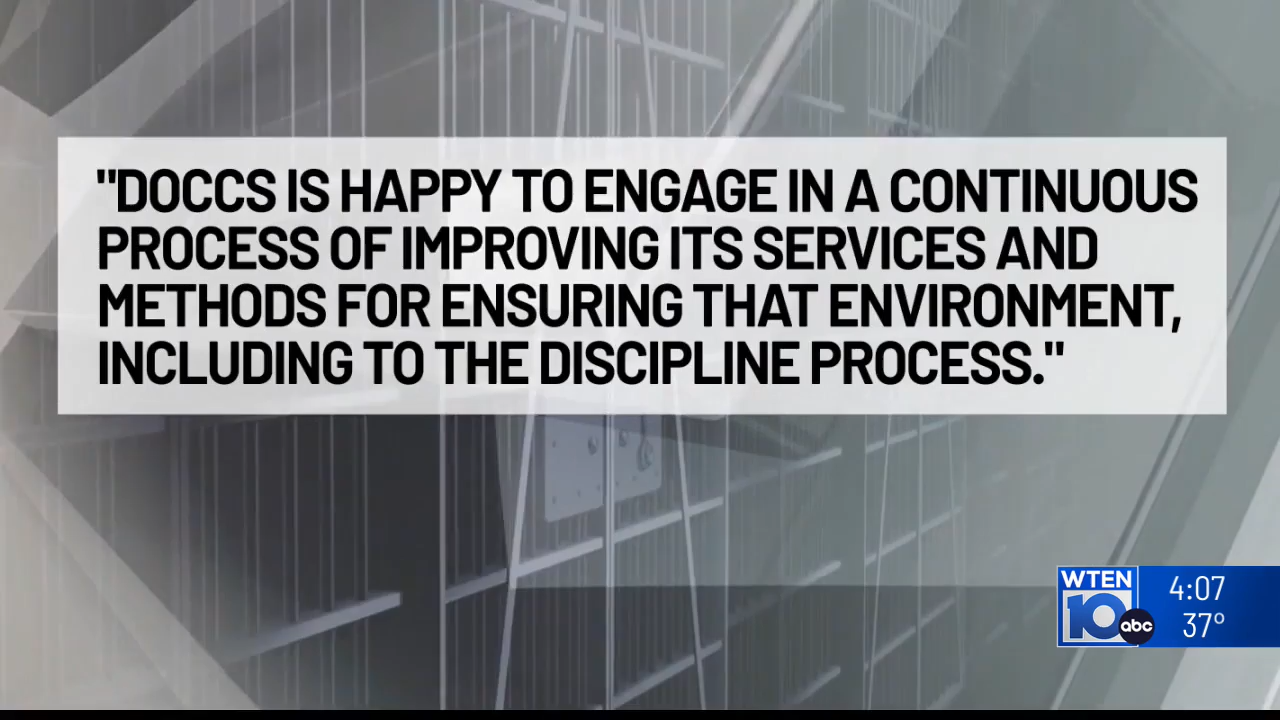 "DOCCS IS HAPPY TO ENGAGE IN A CONTINUOUS
PROCESS OF IMPROVING ITS SERVICES AND
METHODS FOR ENSURING THAT ENVIRONMENT,
INCLUDING TO THE DISCIPLINE PROCESS."
WTEN
10
abc
4:07
37°